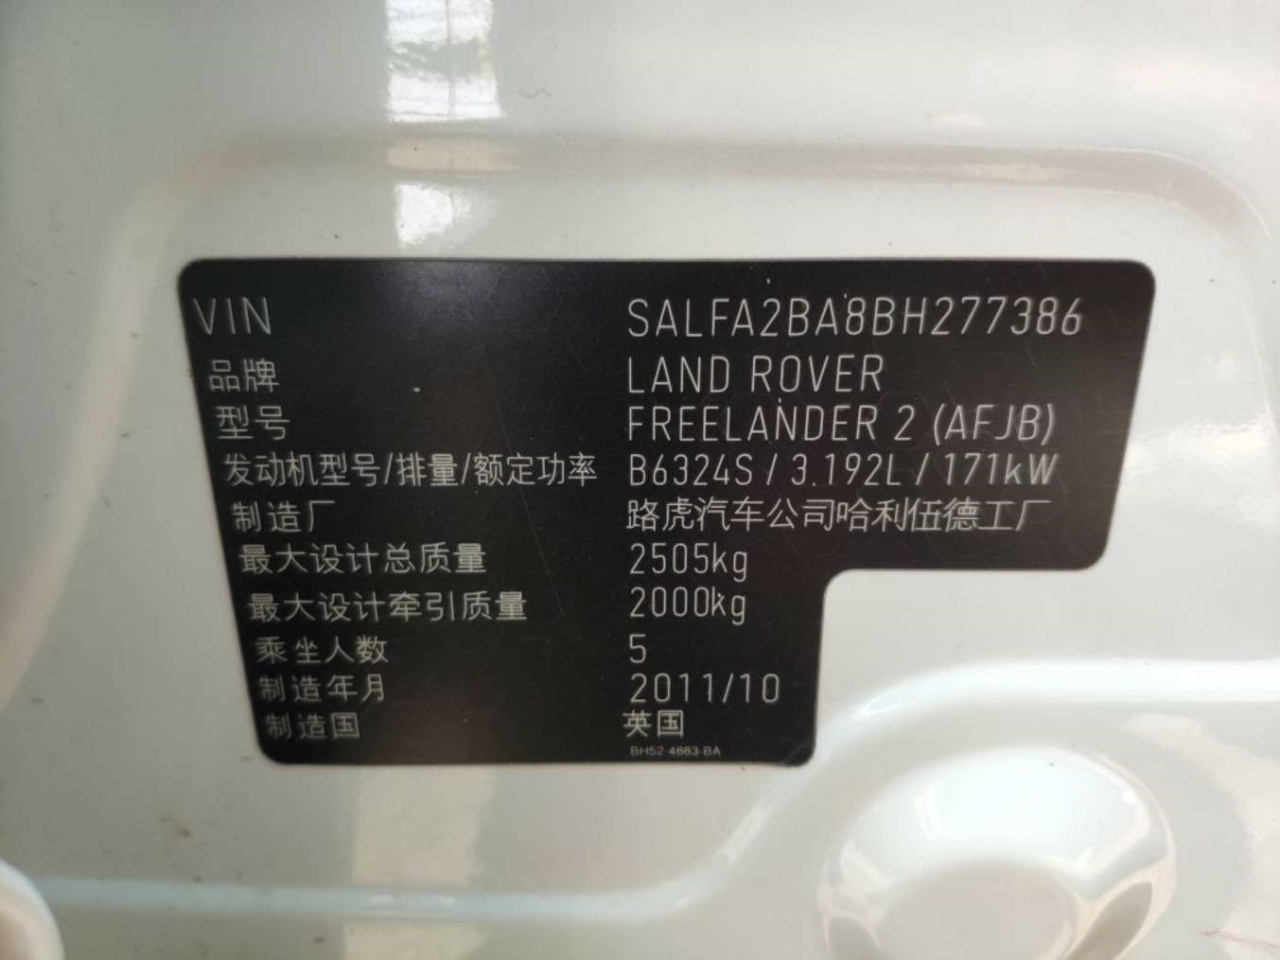 VIN SALFA2BA8BH277386
品牌 LAND ROVER
型号 FREELANDER 2 (AFJB)
发动机型号/排量/额定功率 B6324S / 3.192L / 171kW
制造厂 路虎汽车公司哈利伍德工厂
最大设计总质量 2505kg
最大设计牵引质量 2000kg
乘坐人数 5
制造年月 2011/10
制造国 英国
BH52-4863-BA